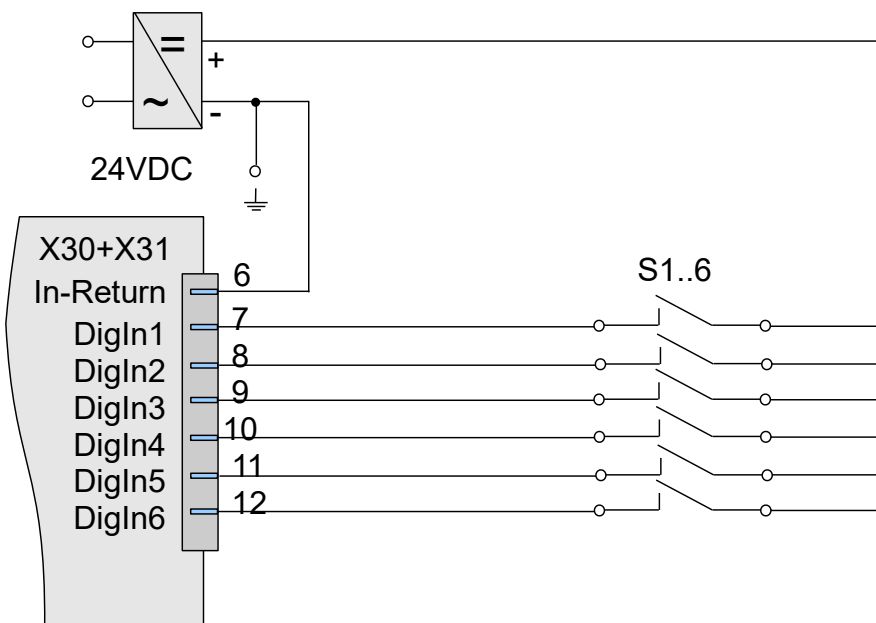 =
+
~
-
24VDC
X30+X31
In-Return 6
DigIn1 7
DigIn2 8
DigIn3 9
DigIn4 10
DigIn5 11
DigIn6 12
S1..6